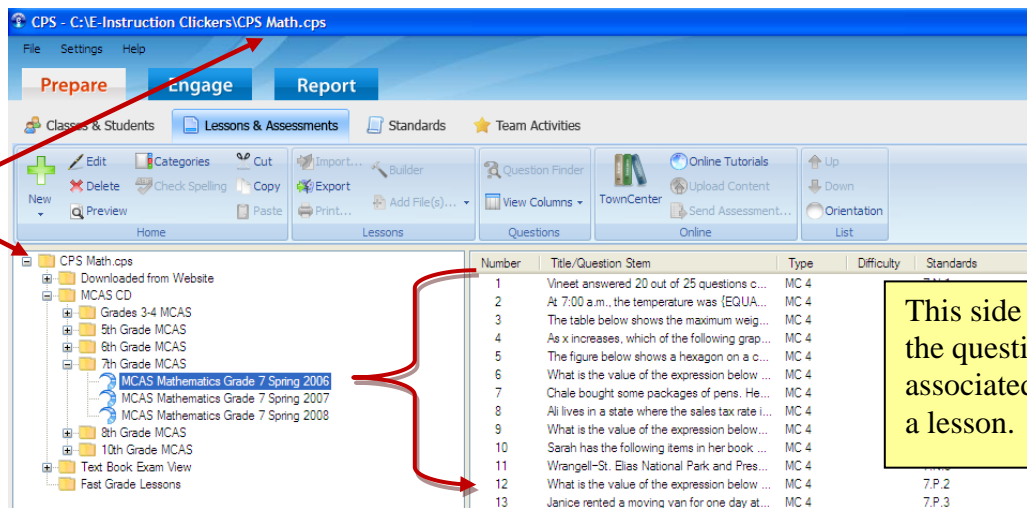 CPS - C:\E-Instruction Clickers\CPS Math.cps
File Settings Help
Prepare Engage Report
Classes & Students Lessons & Assessments Standards Team Activities
New Edit Delete Preview Categories Check Spelling Cut Copy Paste
Import... Export Print... Builder Add File(s)...
Question Finder View Columns
TownCenter Online Tutorials Upload Content Send Assessment...
Up Down Orientation
Home Lessons Questions Online List
CPS Math.cps
Downloaded from Website
MCAS CD
Grades 3-4 MCAS
5th Grade MCAS
6th Grade MCAS
7th Grade MCAS
MCAS Mathematics Grade 7 Spring 2006
MCAS Mathematics Grade 7 Spring 2007
MCAS Mathematics Grade 7 Spring 2008
8th Grade MCAS
10th Grade MCAS
Text Book Exam View
Fast Grade Lessons
Number Title/Question Stem Type Difficulty Standards
1 Vineet answered 20 out of 25 questions c... MC 4
2 At 7:00 a.m., the temperature was {EQUA... MC 4
3 The table below shows the maximum weig... MC 4
4 As x increases, which of the following grap... MC 4
5 The figure below shows a hexagon on a c... MC 4
6 What is the value of the expression below ... MC 4
7 Chale bought some packages of pens. He... MC 4
8 Ali lives in a state where the sales tax rate i... MC 4
9 What is the value of the expression below... MC 4
10 Sarah has the following items in her book ... MC 4
11 Wrangell-St. Elias National Park and Pres... MC 4
12 What is the value of the expression below ... MC 4 7.P.2
13 Janice rented a moving van for one day at... MC 4 7.P.3
This side
the questi
associated
a lesson.